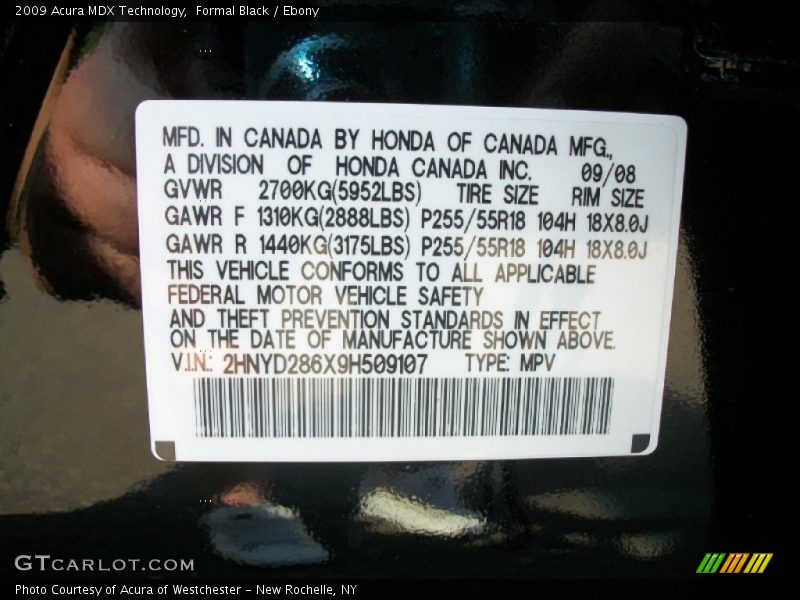 2009 Acura MDX Technology,  Formal Black / Ebony
MFD. IN CANADA BY HONDA OF CANADA MFG.,
A DIVISION OF HONDA CANADA INC. 09/08
GVWR 2700KG(5952LBS) TIRE SIZE RIM SIZE
GAWR F 1310KG(2888LBS) P255/55R18 104H 18X8.0J
GAWR R 1440KG(3175LBS) P255/55R18 104H 18X8.0J
THIS VEHICLE CONFORMS TO ALL APPLICABLE
FEDERAL MOTOR VEHICLE SAFETY
AND THEFT PREVENTION STANDARDS IN EFFECT
ON THE DATE OF MANUFACTURE SHOWN ABOVE.
V.I.N.: 2HNYD286X9H509107 TYPE: MPV
GTCARLOT.COM
Photo Courtesy of Acura of Westchester - New Rochelle, NY